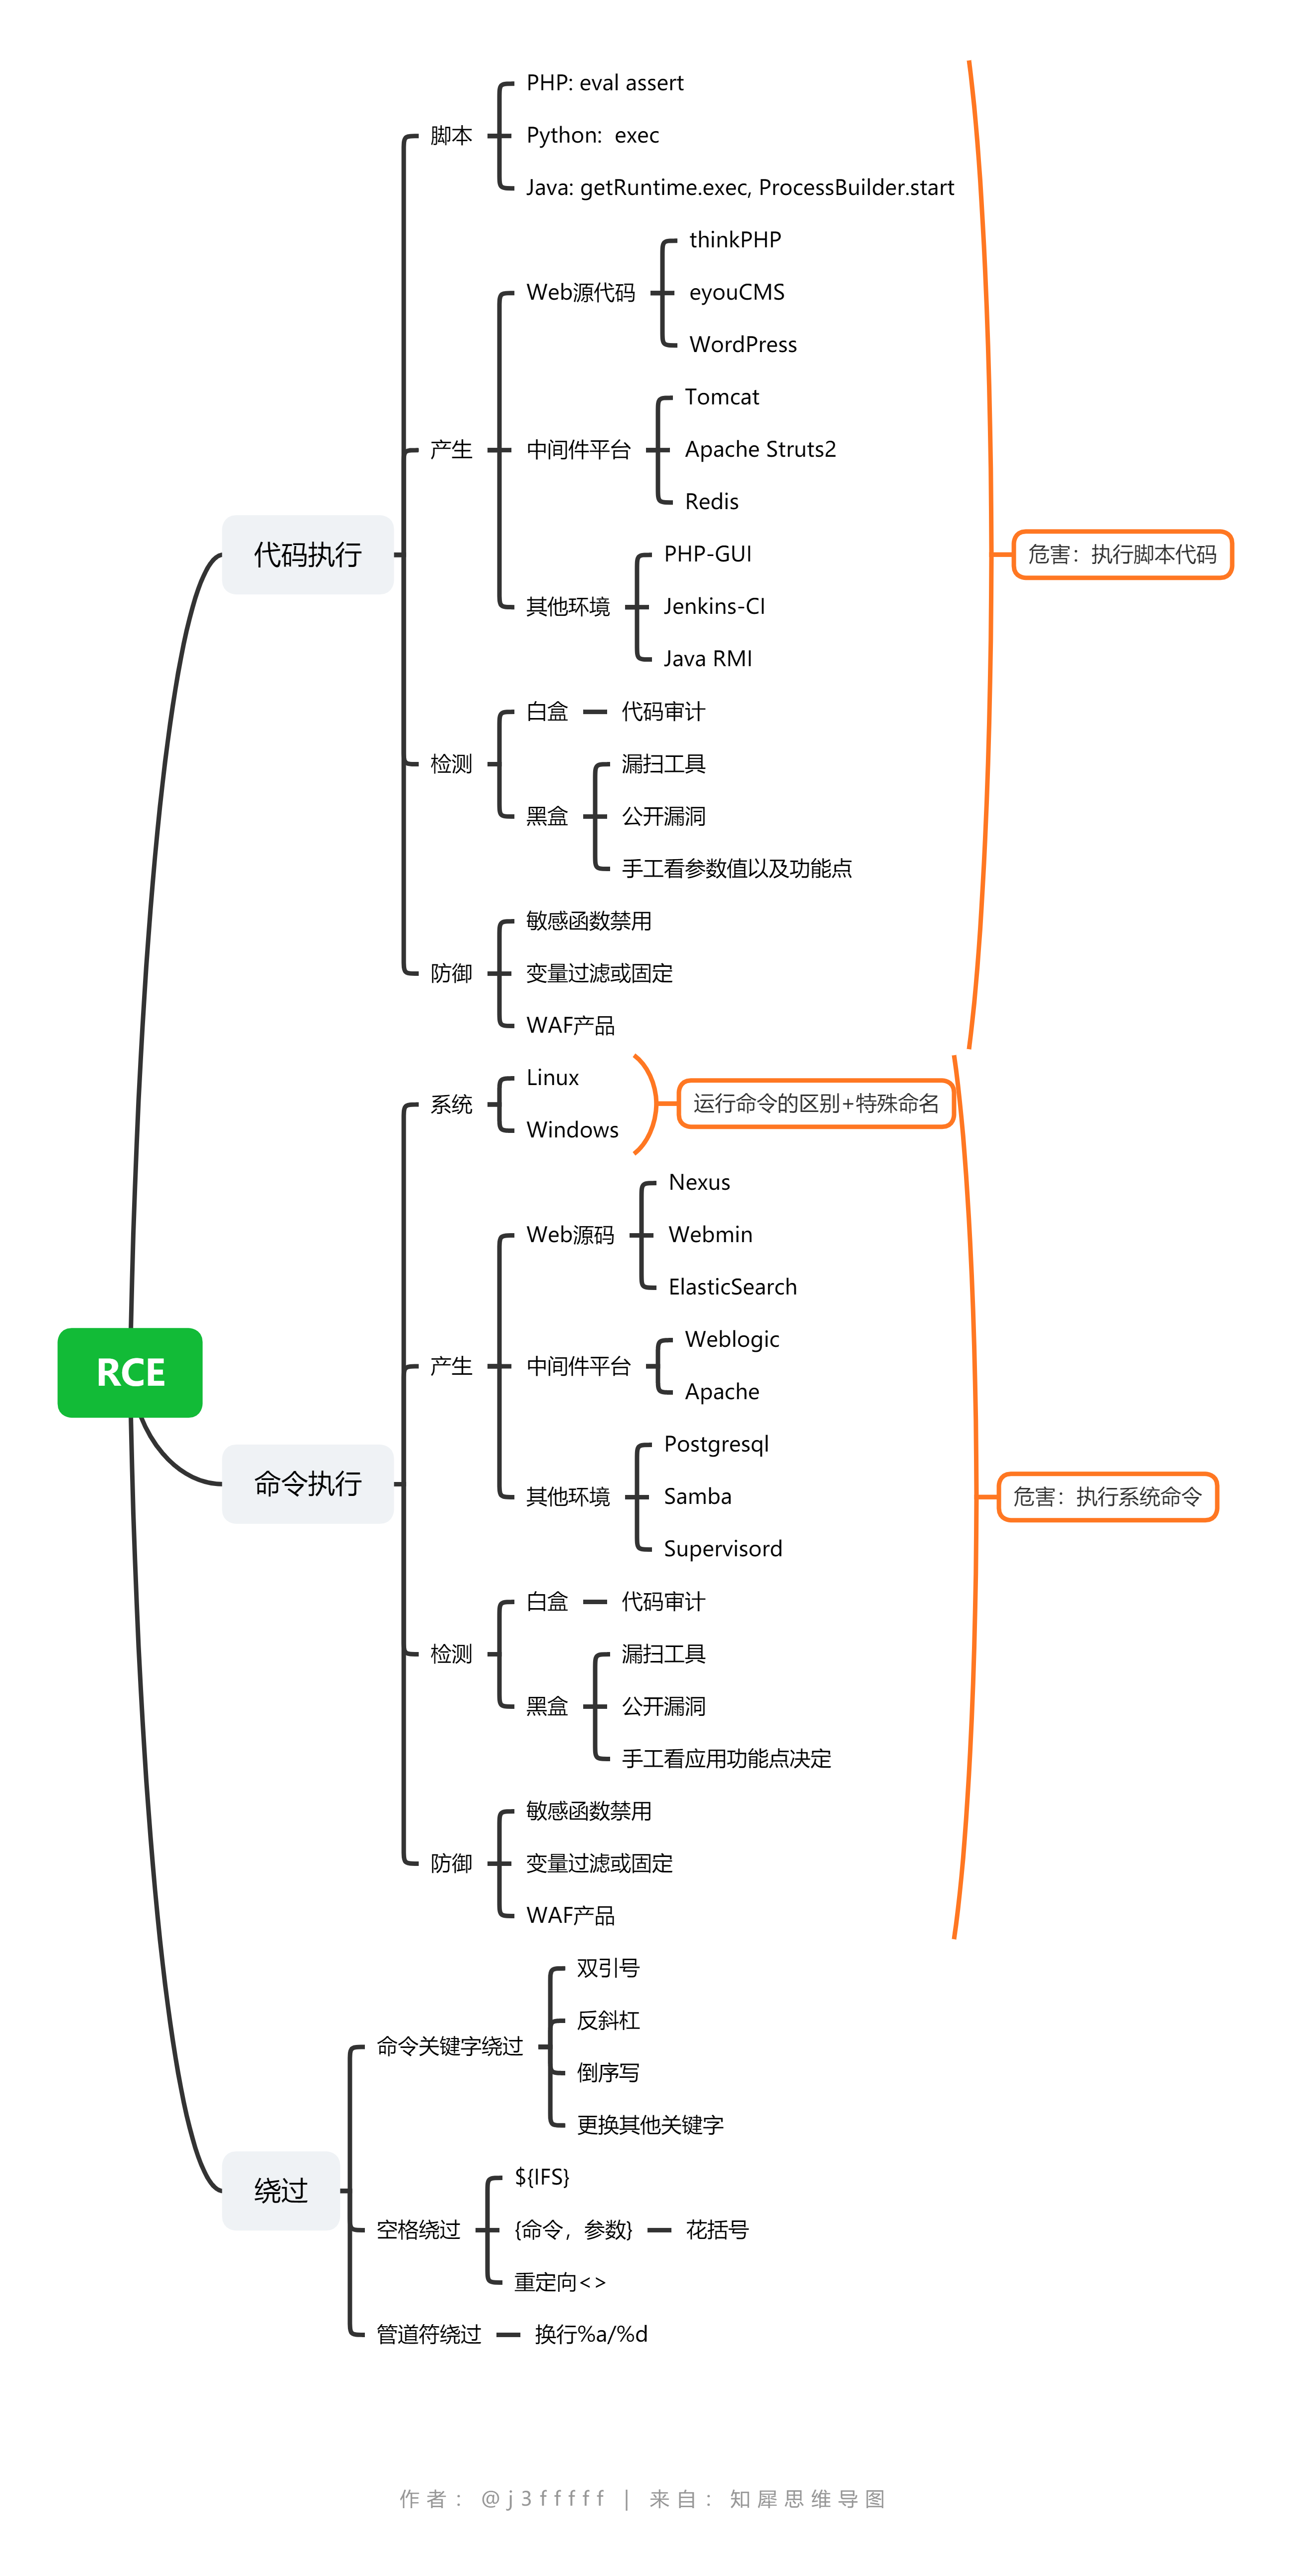 PHP: eval assert
脚本
Python:  exec
Java: getRuntime.exec, ProcessBuilder.start
thinkPHP
Web源代码
eyouCMS
WordPress
Tomcat
产生
中间件平台
Apache Struts2
Redis
代码执行
PHP-GUI
危害：执行脚本代码
其他环境
Jenkins-CI
Java RMI
白盒
代码审计
检测
漏扫工具
黑盒
公开漏洞
手工看参数值以及功能点
敏感函数禁用
防御
变量过滤或固定
WAF产品
Linux
系统
运行命令的区别+特殊命名
Windows
Nexus
Web源码
Webmin
ElasticSearch
Weblogic
产生
中间件平台
Apache
RCE
Postgresql
命令执行
其他环境
Samba
危害：执行系统命令
Supervisord
白盒
代码审计
检测
漏扫工具
黑盒
公开漏洞
手工看应用功能点决定
敏感函数禁用
防御
变量过滤或固定
WAF产品
双引号
反斜杠
命令关键字绕过
倒序写
更换其他关键字
${IFS}
绕过
空格绕过
{命令，参数}
花括号
重定向<>
管道符绕过
换行%a/%d
作者：@j3fffff | 来自：知犀思维导图